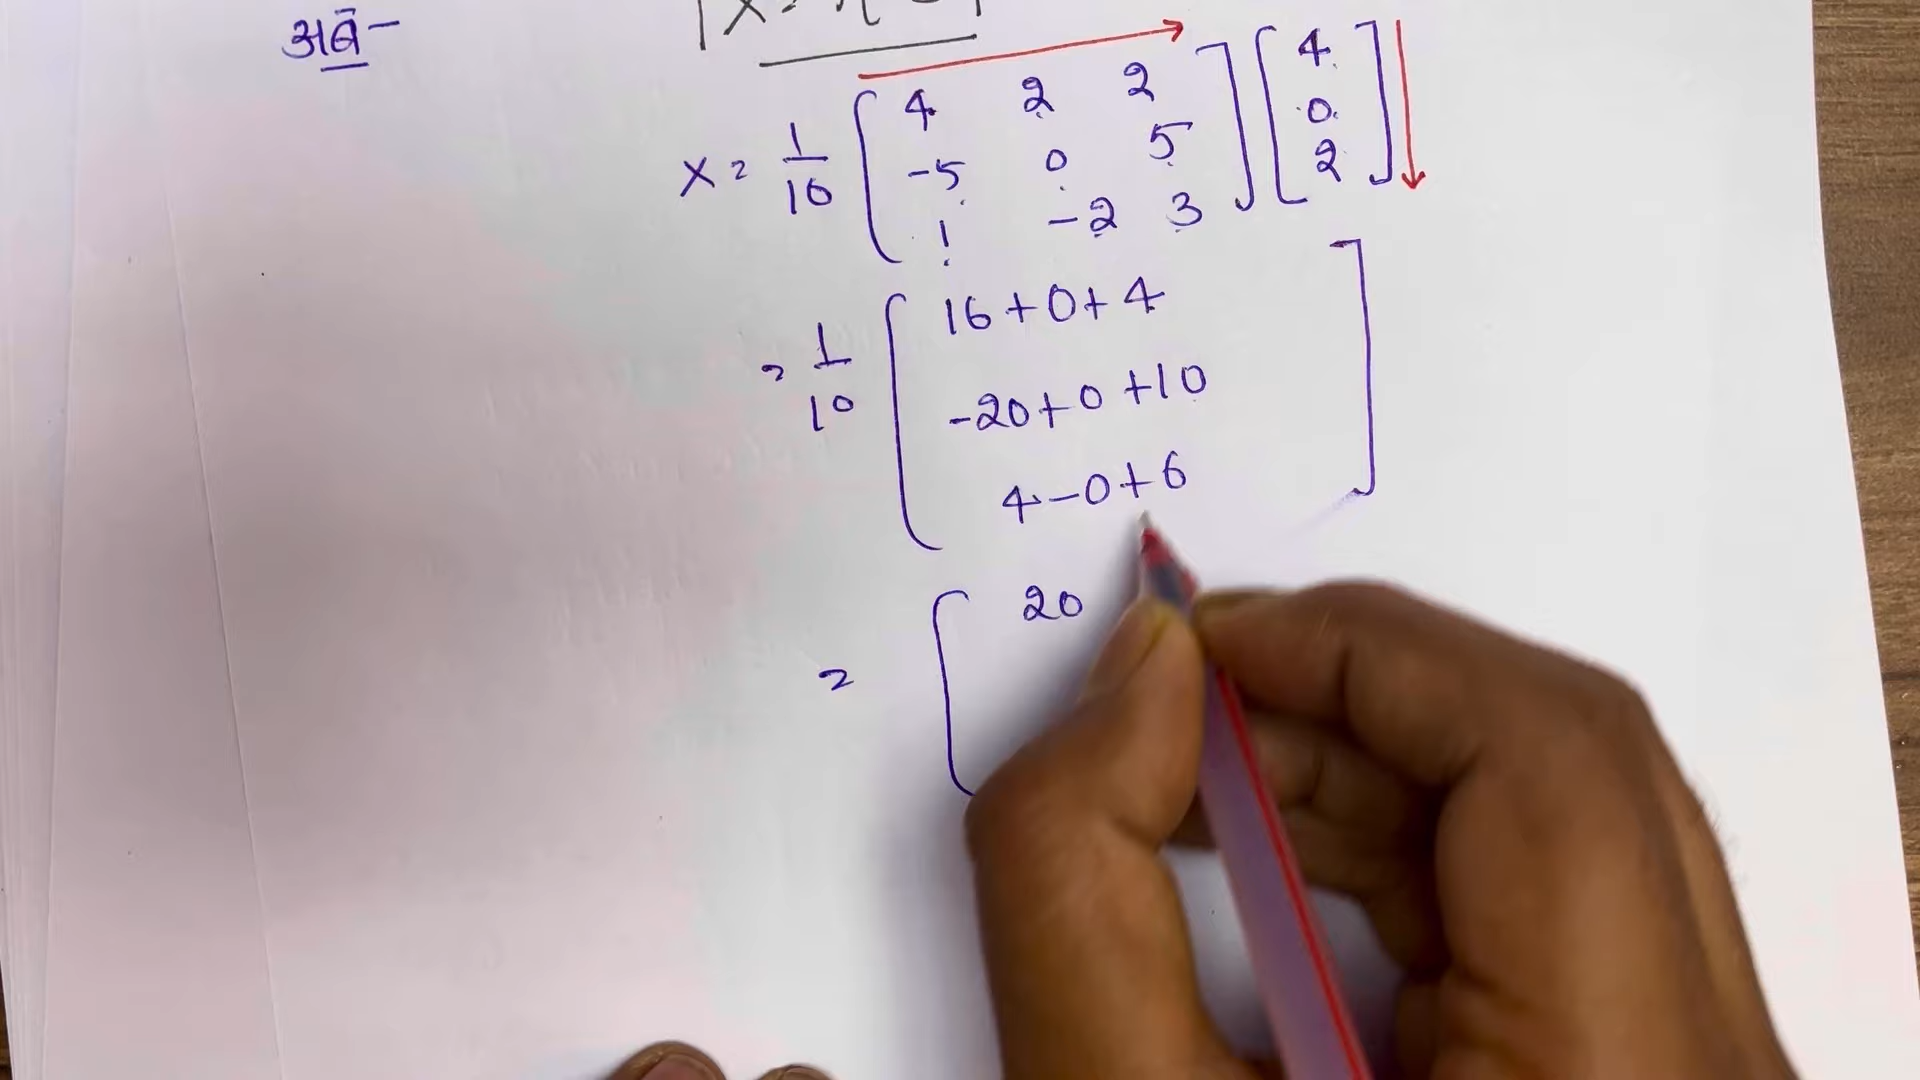 अब -
X = 1/10 [ 4 2 2 ] [ 4 ]
[ -5 0 5 ] [ 0 ]
[ 1 -2 3 ] [ 2 ]
= 1/10 [ 16 + 0 + 4 ]
[ -20 + 0 + 10 ]
[ 4 - 0 + 6 ]
= [ 20